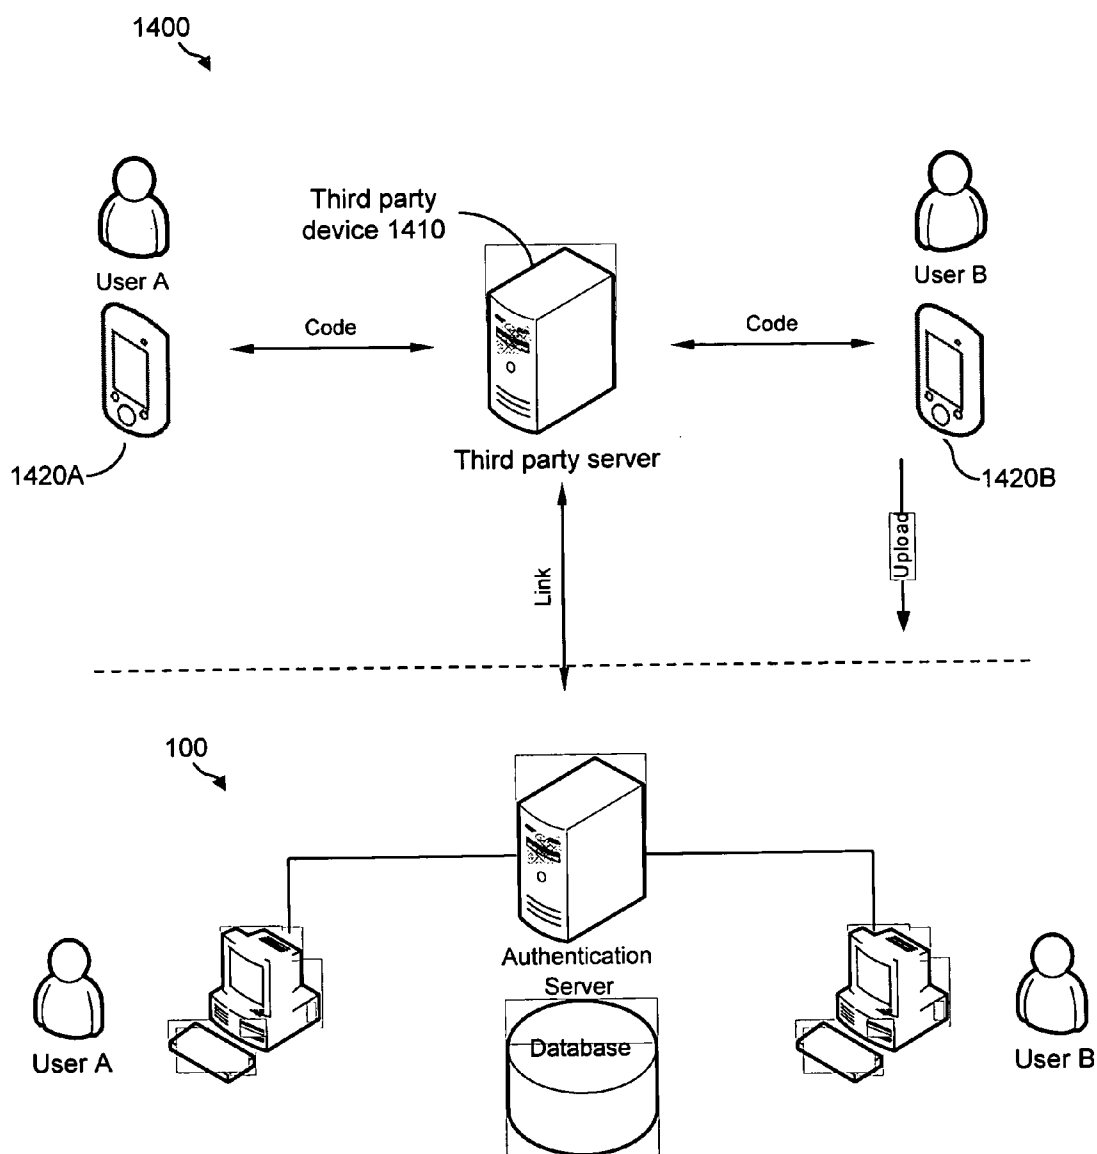 1400
Third party
device 1410
User A
User B
Code
Code
Third party server
1420A
1420B
Upload
Link
100
Authentication
Server
Database
User A
User B